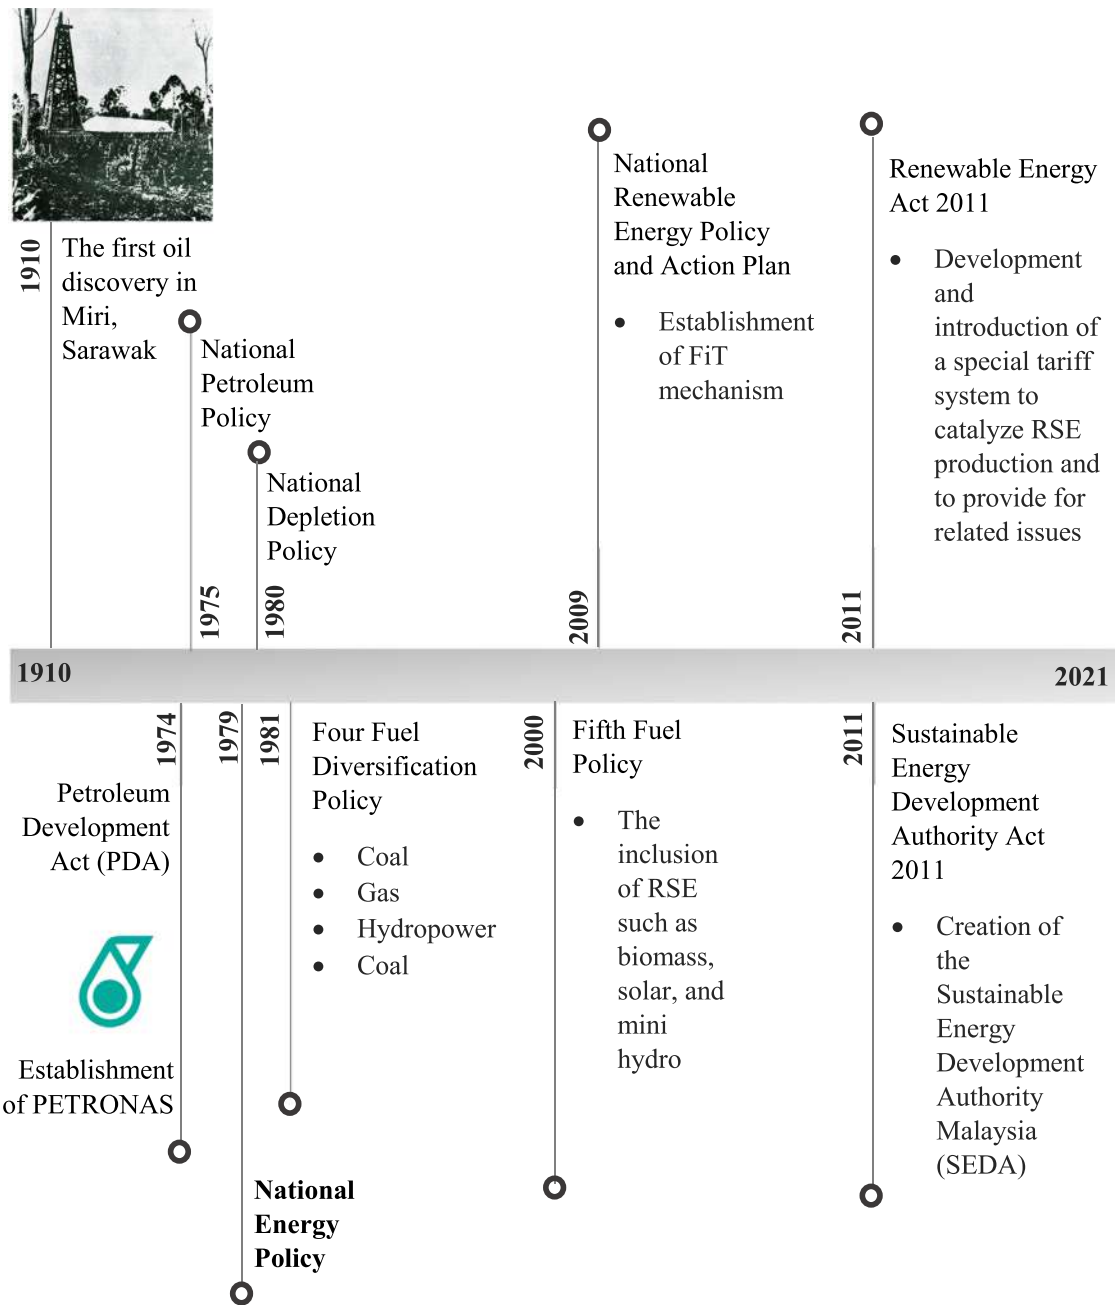 1910
The first oil
discovery in
Miri,
Sarawak
National
Petroleum
Policy
1975
National
Depletion
Policy
1980
National
Renewable
Energy Policy
and Action Plan
• Establishment
of FiT
mechanism
2009
Renewable Energy
Act 2011
• Development
and
introduction of
a special tariff
system to
catalyze RSE
production and
to provide for
related issues
2011
1910
2021
1974
Petroleum
Development
Act (PDA)
Establishment
of PETRONAS
1979
National
Energy
Policy
1981
Four Fuel
Diversification
Policy
• Coal
• Gas
• Hydropower
• Coal
2000
Fifth Fuel
Policy
• The
inclusion
of RSE
such as
biomass,
solar, and
mini
hydro
2011
Sustainable
Energy
Development
Authority Act
2011
• Creation of
the
Sustainable
Energy
Development
Authority
Malaysia
(SEDA)